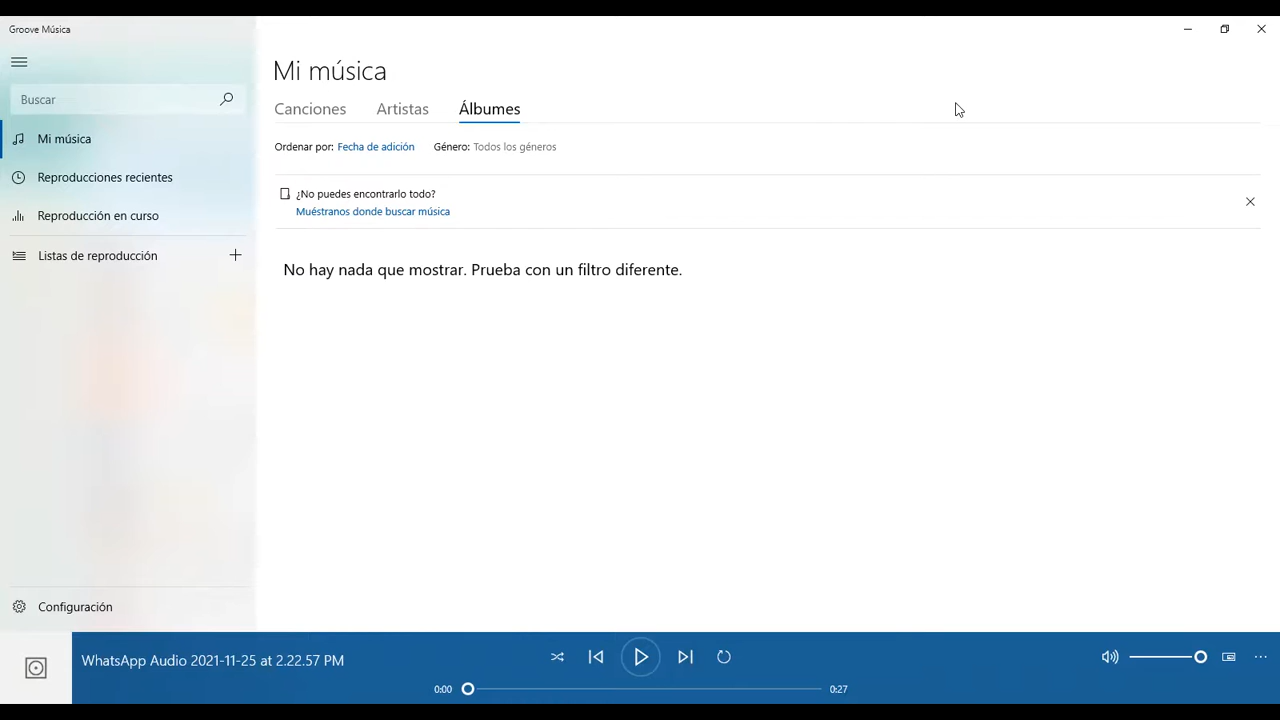 Groove Música
Buscar
Mi música
Reproducciones recientes
Reproducción en curso
Listas de reproducción
Configuración
Mi música
Canciones Artistas Álbumes
Ordenar por: Fecha de adición Género: Todos los géneros
¿No puedes encontrarlo todo?
Muéstranos donde buscar música
No hay nada que mostrar. Prueba con un filtro diferente.
WhatsApp Audio 2021-11-25 at 2.22.57 PM
0:00 0:27